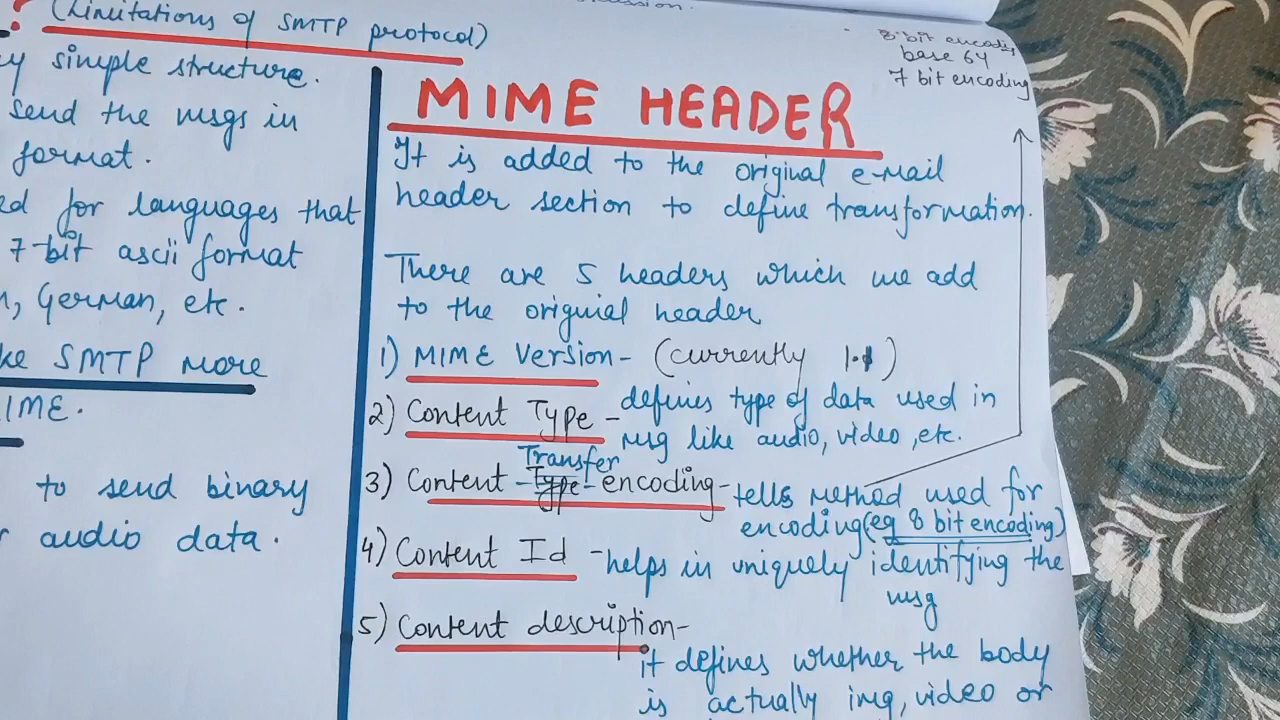 (Limitations of SMTP protocol)
simple structure.
send the msgs in
format.
for languages that
7-bit ascii format
German, etc.
SMTP more
to send binary
audio data.
8-bit
base 64
7 bit encoding
MIME HEADER
It is added to the original e-mail
header section to define transformation.
There are 5 headers which we add
to the original header
1) MIME Version- (currently 1.1)
2) Content Type - defines type of data used in
msg like audio, video, etc.
Transfer
3) Content -Type- encoding- tells method used for
encoding(eg 8 bit encoding)
4) Content Id - helps in uniquely identifying the
msg
5) Content description-
it defines whether the body
is actually img, video or